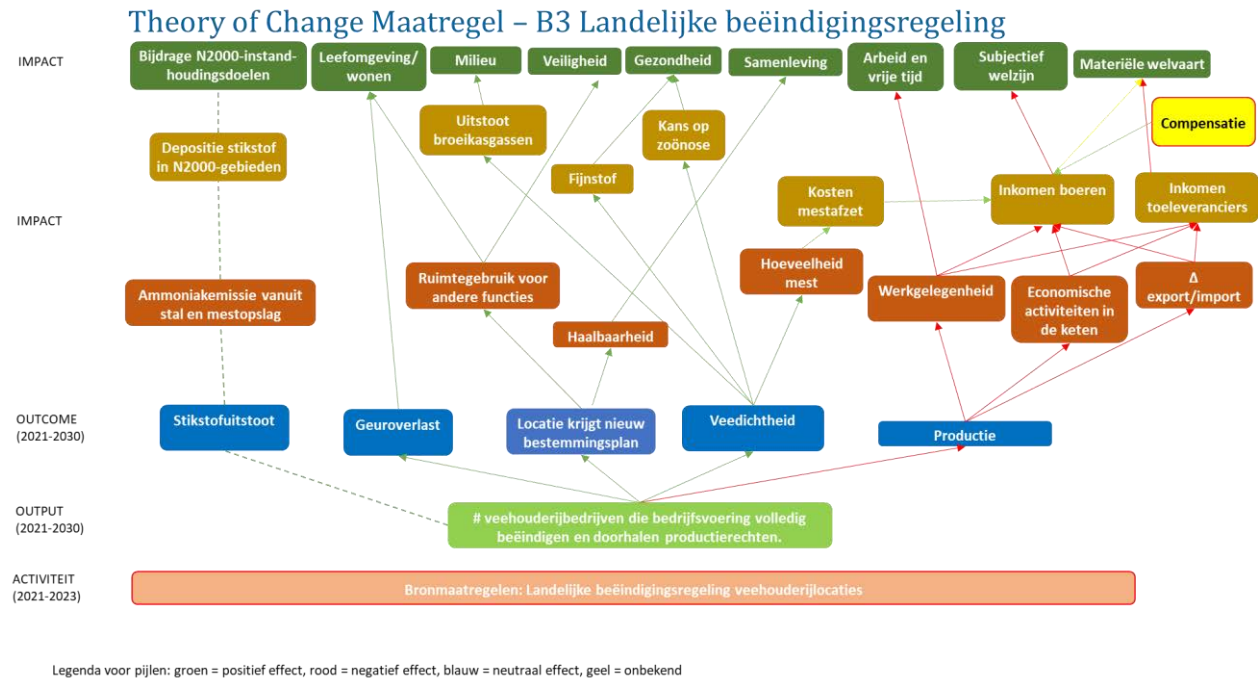 Theory of Change Maatregel – B3 Landelijke beëindigingsregeling
IMPACT
Bijdrage N2000-instand-
houdingsdoelen
Leefomgeving/
wonen
Milieu
Veiligheid
Gezondheid
Samenleving
Arbeid en
vrije tijd
Subjectief
welzijn
Materiële welvaart
Compensatie
Uitstoot
broeikasgassen
Kans op
zoönose
Depositie stikstof
in N2000-gebieden
Fijnstof
IMPACT
Kosten
mestafzet
Inkomen boeren
Inkomen
toeleveranciers
Ammoniakemissie vanuit
stal en mestopslag
Ruimtegebruik voor
andere functies
Haalbaarheid
Hoeveelheid
mest
Werkgelegenheid
Economische
activiteiten in
de keten
Δ
export/import
OUTCOME
(2021-2030)
Stikstofuitstoot
Geuroverlast
Locatie krijgt nieuw
bestemmingsplan
Veedichtheid
Productie
OUTPUT
(2021-2030)
# veehouderijbedrijven die bedrijfsvoering volledig
beëindigen en doorhalen productierechten.
ACTIVITEIT
(2021-2023)
Bronmaatregelen: Landelijke beëindigingsregeling veehouderijlocaties
Legenda voor pijlen: groen = positief effect, rood = negatief effect, blauw = neutraal effect, geel = onbekend